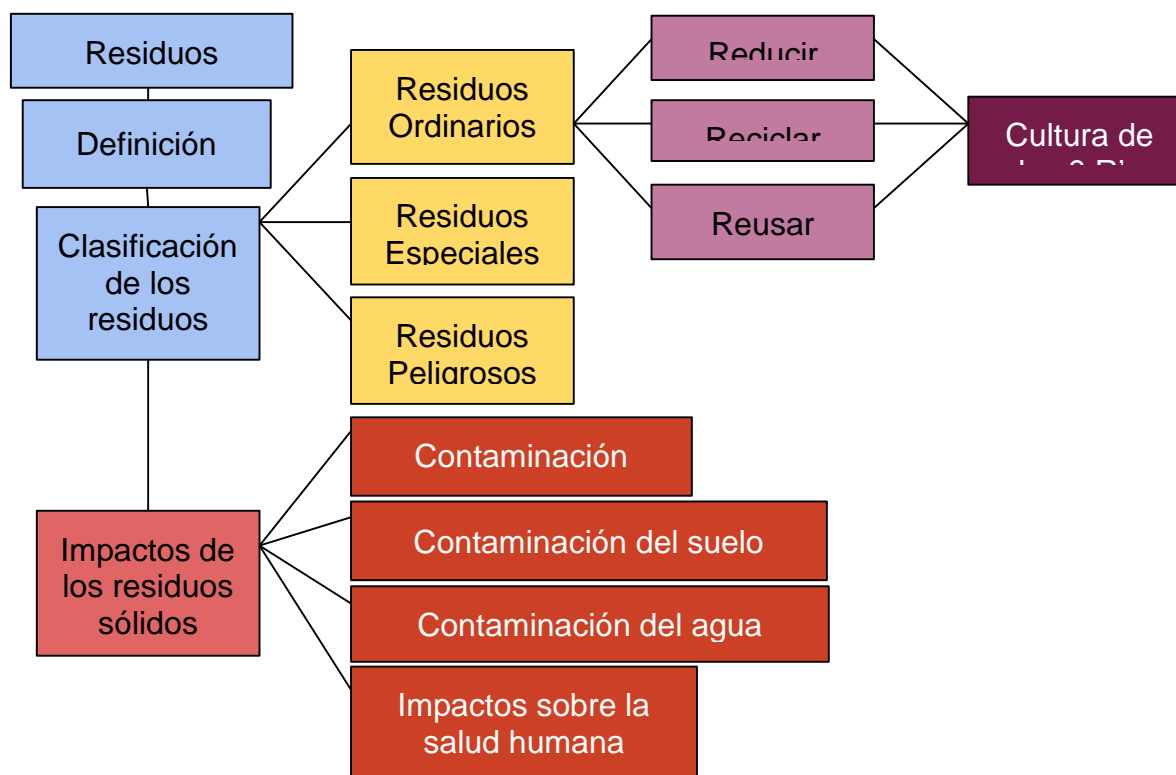 Residuos
Definición
Clasificación
de los
residuos
Residuos
Ordinarios
Residuos
Especiales
Residuos
Peligrosos
Reducir
Reciclar
Reusar
Cultura de
Impactos de
los residuos
sólidos
Contaminación
Contaminación del suelo
Contaminación del agua
Impactos sobre la
salud humana